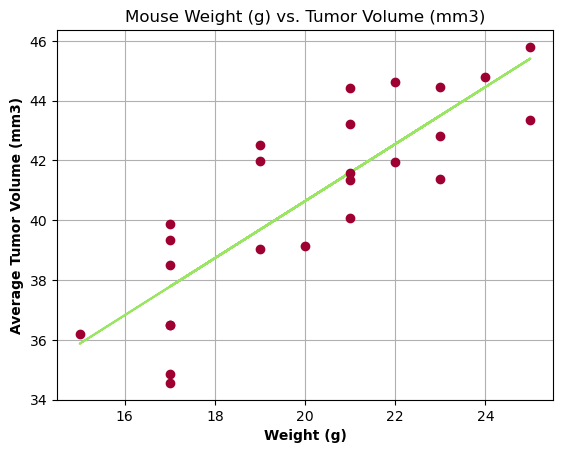 Mouse Weight (g) vs. Tumor Volume (mm3)
46
44
42
40
38
36
34
Average Tumor Volume (mm3)
16 18 20 22 24
Weight (g)